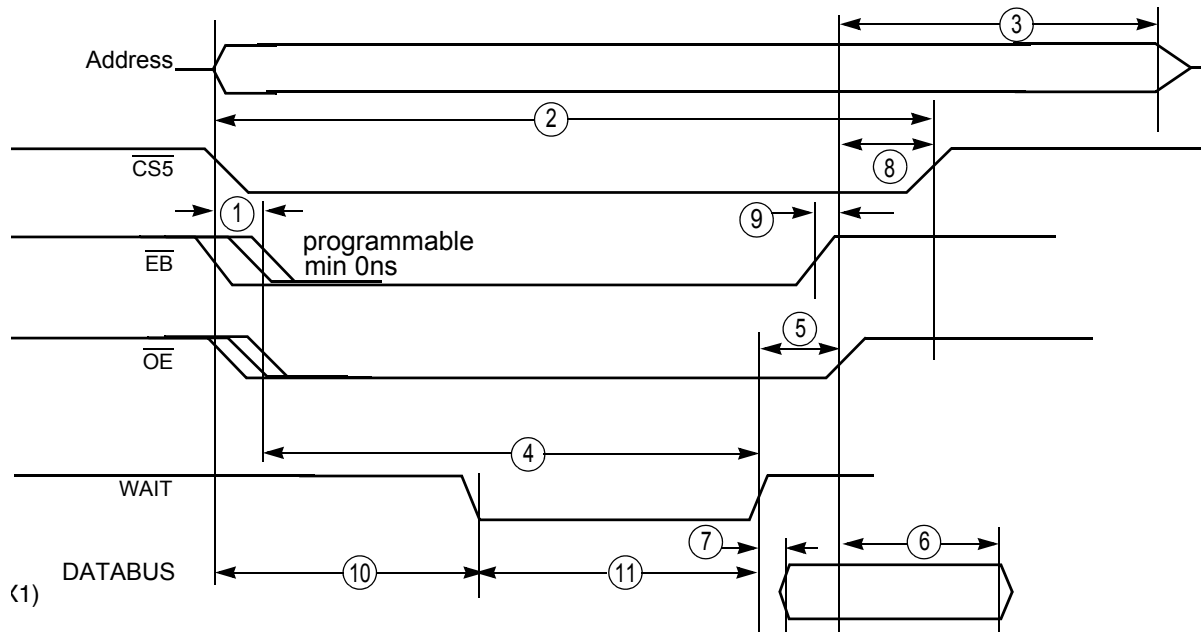 3
Address
2
CS5
8
1
9
programmable
EB
min 0ns
5
OE
4
WAIT
7
6
DATABUS
10
11
X1)